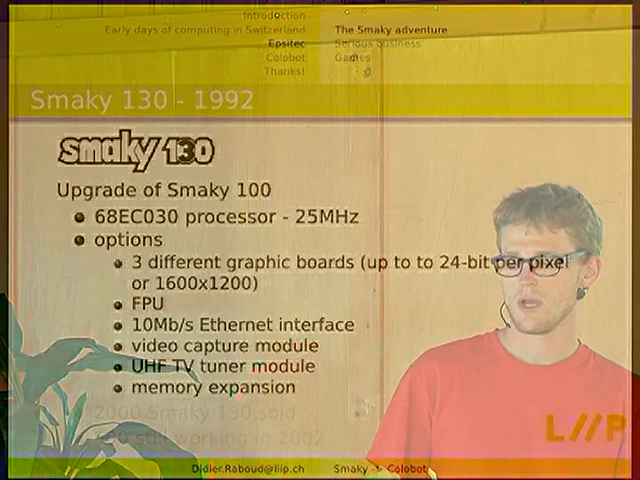 Introduction
Early days of computing in Switzerland
Epsitec
Colobot
Thanks!
The Smaky adventure
Serious business
Games
Smaky 130 - 1992
smaky 130
Upgrade of Smaky 100
68EC030 processor - 25MHz
options
3 different graphic boards (up to to 24-bit per pixel
or 1600x1200)
FPU
10Mb/s Ethernet interface
video capture module
UHF TV tuner module
memory expansion
2000 Smaky 130 sold
still working in 2002
LIIP
Didier.Raboud@liip.ch Smaky → Colobot